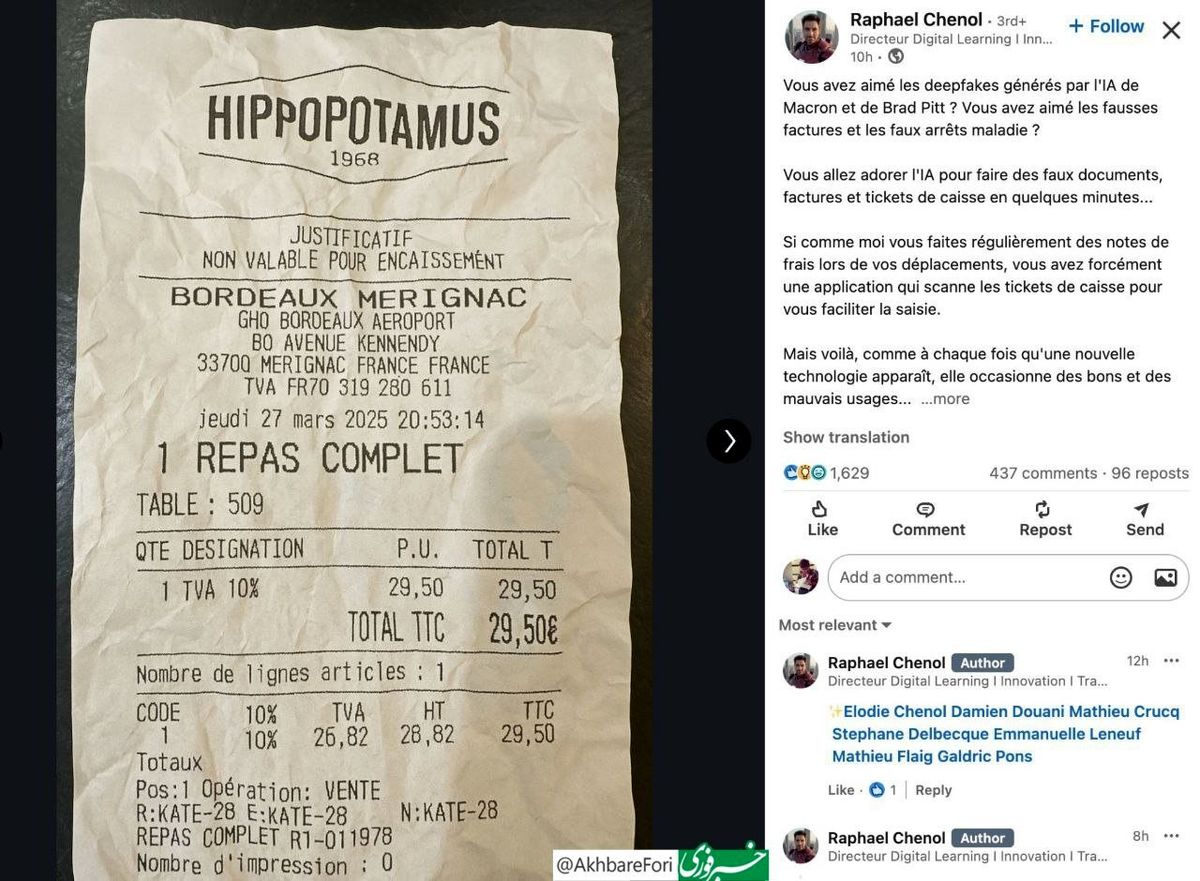 HIPPOPOTAMUS
1968
JUSTIFICATIF
NON VALABLE POUR ENCAISSEMÉNT
BORDEAUX MERIGNAC
GHO BORDEAUX AEROPORT
BO AVENUE KENNENDY
33700 MERIGNAC FRANCE FRANCE
TVA FR70 319 280 611
jeudi 27 mars 2025 20:53:14
1 REPAS COMPLET
TABLE : 509
QTE DESIGNATION P.U. TOTAL T
1 TVA 10% 29,50 29,50
TOTAL TTC 29,50€
Nombre de lignes articles : 1
CODE 10% TVA HT TTC
1 10% 26,82 28,82 29,50
Totaux
Pos:1 Opération: VENTE
R:KATE-28 E:KATE-28 N:KATE-28
REPAS COMPLET R1-011978
Nombre d'impression : 0
@AkhbareFori خبرفوری
Raphael Chenol · 3rd+
+ Follow
Directeur Digital Learning I Inn...
10h ·
Vous avez aimé les deepfakes générés par l'IA de
Macron et de Brad Pitt ? Vous avez aimé les fausses
factures et les faux arrêts maladie ?
Vous allez adorer l'IA pour faire des faux documents,
factures et tickets de caisse en quelques minutes...
Si comme moi vous faites régulièrement des notes de
frais lors de vos déplacements, vous avez forcément
une application qui scanne les tickets de caisse pour
vous faciliter la saisie.
Mais voilà, comme à chaque fois qu'une nouvelle
technologie apparaît, elle occasionne des bons et des
mauvais usages... ...more
Show translation
1,629 437 comments · 96 reposts
Like Comment Repost Send
Add a comment...
Most relevant
Raphael Chenol Author 12h
Directeur Digital Learning I Innovation I Tra...
✨Elodie Chenol Damien Douani Mathieu Crucq
Stephane Delbecque Emmanuelle Leneuf
Mathieu Flaig Galdric Pons
Like · 1 | Reply
Raphael Chenol Author 8h
Directeur Digital Learning I Innovation I Tra...